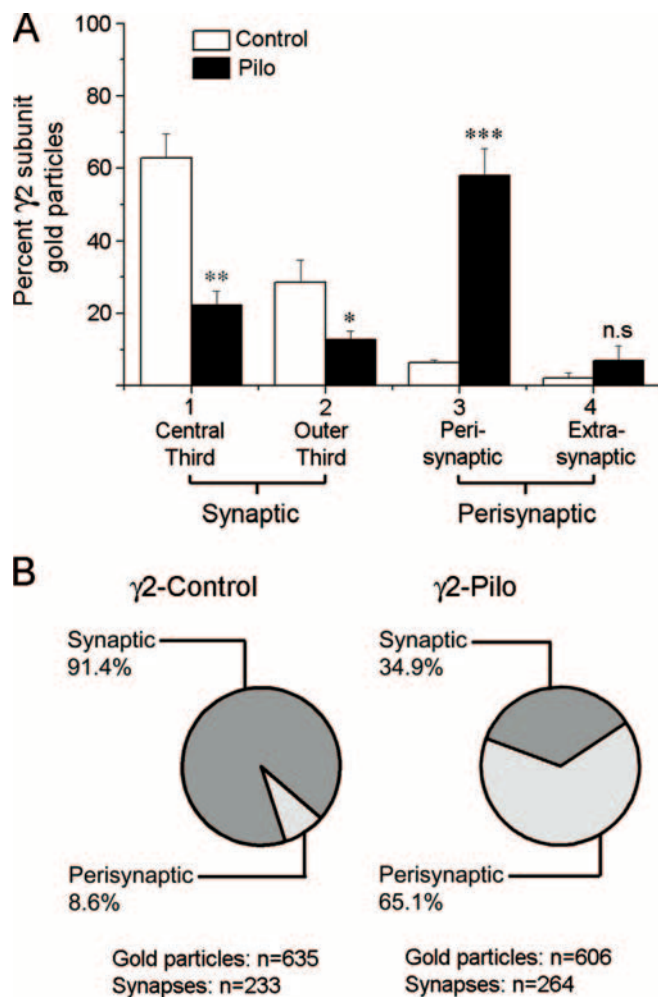 A
Control
Pilo
Percent γ2 subunit
gold particles
100
80
60
40
20
**
*
***
n.s
1
2
3
4
Central
Third
Outer
Third
Peri-
synaptic
Extra-
synaptic
Synaptic
Perisynaptic
B
γ2-Control
γ2-Pilo
Synaptic
91.4%
Synaptic
34.9%
Perisynaptic
8.6%
Perisynaptic
65.1%
Gold particles: n=635
Synapses: n=233
Gold particles: n=606
Synapses: n=264